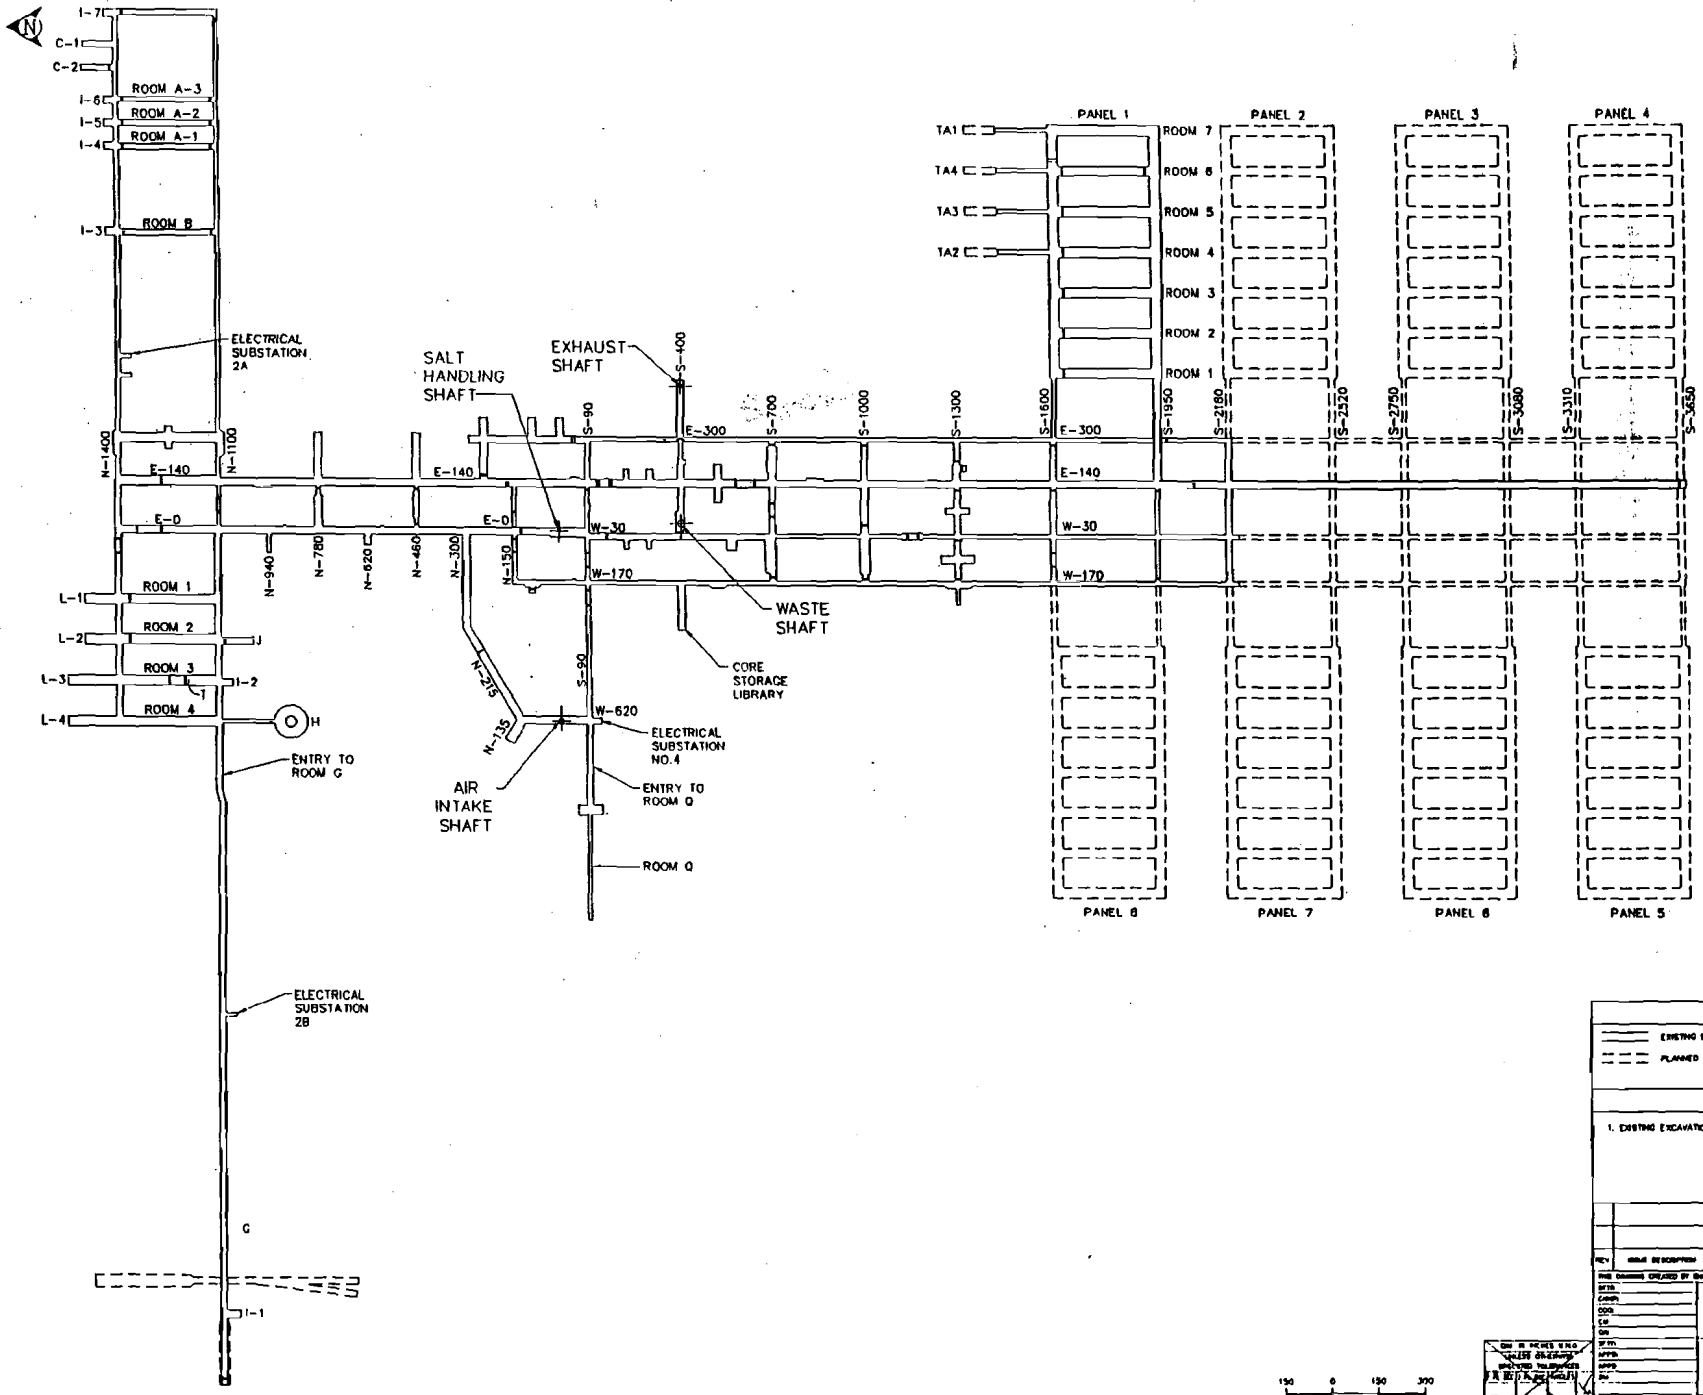 N
I-7
C-1
C-2
ROOM A-3
I-6
ROOM A-2
I-5
ROOM A-1
I-4
ROOM B
I-3
ELECTRICAL
SUBSTATION
2A
SALT
HANDLING
SHAFT
EXHAUST
SHAFT
S-400
PANEL 1
PANEL 2
PANEL 3
PANEL 4
TA1
ROOM 7
TA4
ROOM 6
TA3
ROOM 5
TA2
ROOM 4
ROOM 3
ROOM 2
ROOM 1
N-1400
N-1100
S-90
S-700
S-1000
S-1300
S-1600
S-1950
S-2180
S-2520
S-2750
S-3080
S-3310
S-3650
E-300
E-300
E-140
E-140
E-140
E-0
E-0
W-30
W-30
N-940
N-780
N-620
N-460
N-300
N-150
W-170
W-170
ROOM 1
L-1
ROOM 2
L-2
J
ROOM 3
L-3
T
I-2
ROOM 4
L-4
H
WASTE
SHAFT
CORE
STORAGE
LIBRARY
S-90
N-215
N-135
W-620
ELECTRICAL
SUBSTATION
NO.4
ENTRY TO
ROOM G
AIR
INTAKE
SHAFT
ENTRY TO
ROOM Q
ROOM Q
PANEL 8
PANEL 7
PANEL 6
PANEL 5
ELECTRICAL
SUBSTATION
2B
G
I-1
EXISTING
PLANNED
1. EXISTING EXCAVATIO
REV
DESCRIPTION
150 0 150 300